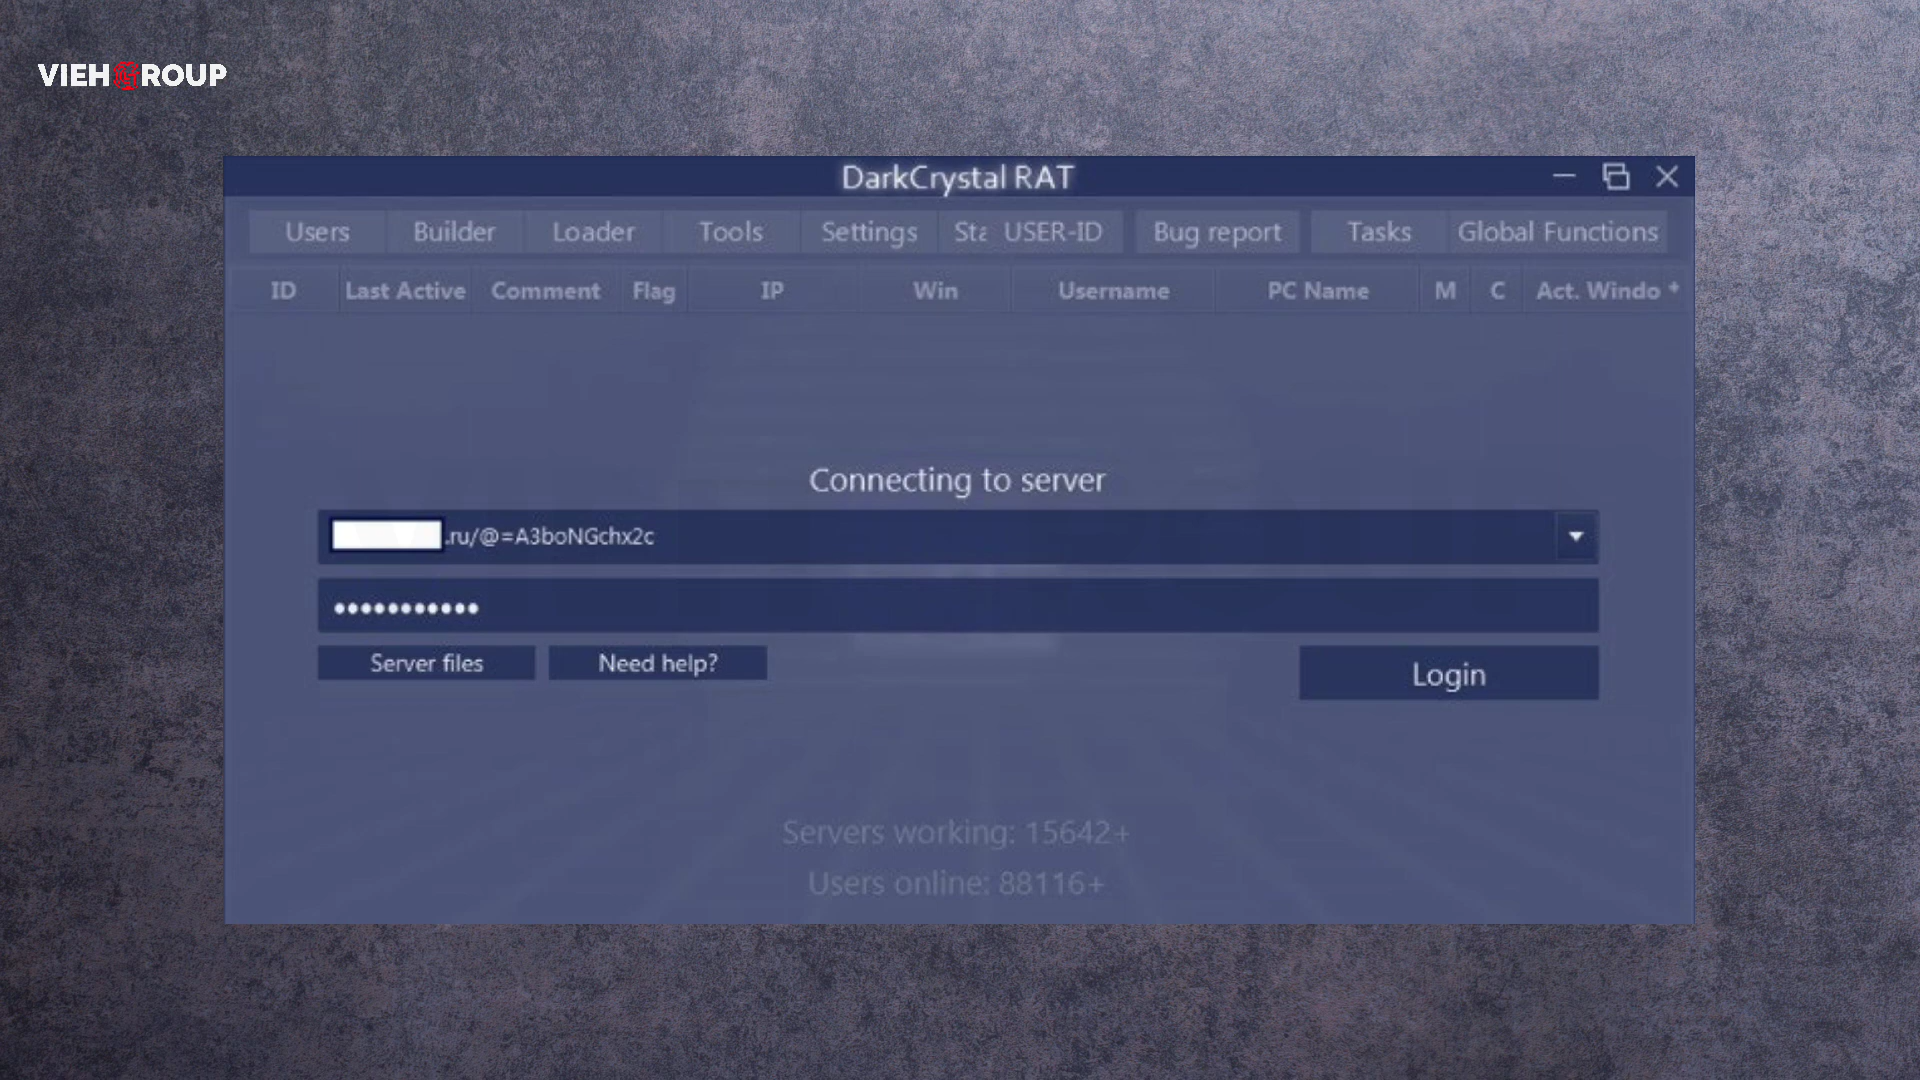 VIEHGROUP
DarkCrystal RAT
Users Builder Loader Tools Settings Sta USER-ID Bug report Tasks Global Functions
ID Last Active Comment Flag IP Win Username PC Name M C Act. Windo
Connecting to server
.ru/@=A3boNGchx2c
•••••••••••
Server files Need help? Login
Servers working: 15642+
Users online: 88116+